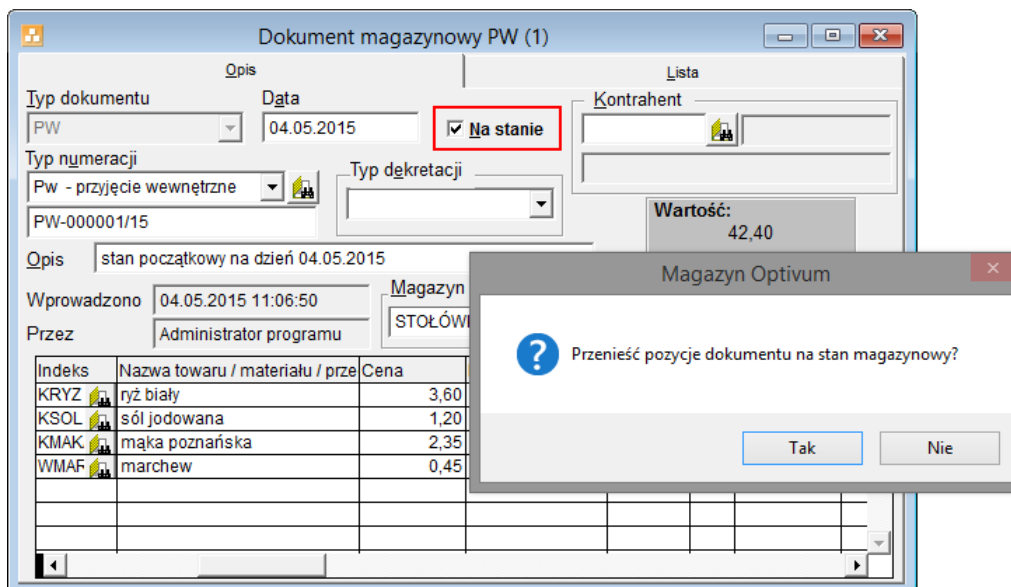 Dokument magazynowy PW (1)
Opis
Lista
Typ dokumentu
Data
Kontrahent
PW
04.05.2015
Na stanie
Typ numeracji
Typ dekretacji
Pw - przyjęcie wewnętrzne
PW-000001/15
Wartość:
42,40
Opis
stan początkowy na dzień 04.05.2015
Magazyn Optivum
Wprowadzono
04.05.2015 11:06:50
Magazyn
Przez
Administrator programu
Przenieść pozycje dokumentu na stan magazynowy?
Indeks Nazwa towaru / materiału / prze Cena
KRYZ ryż biały 3,60
KSOL sól jodowana 1,20
KMAK mąka poznańska 2,35
marchew 0,45
Tak
Nie